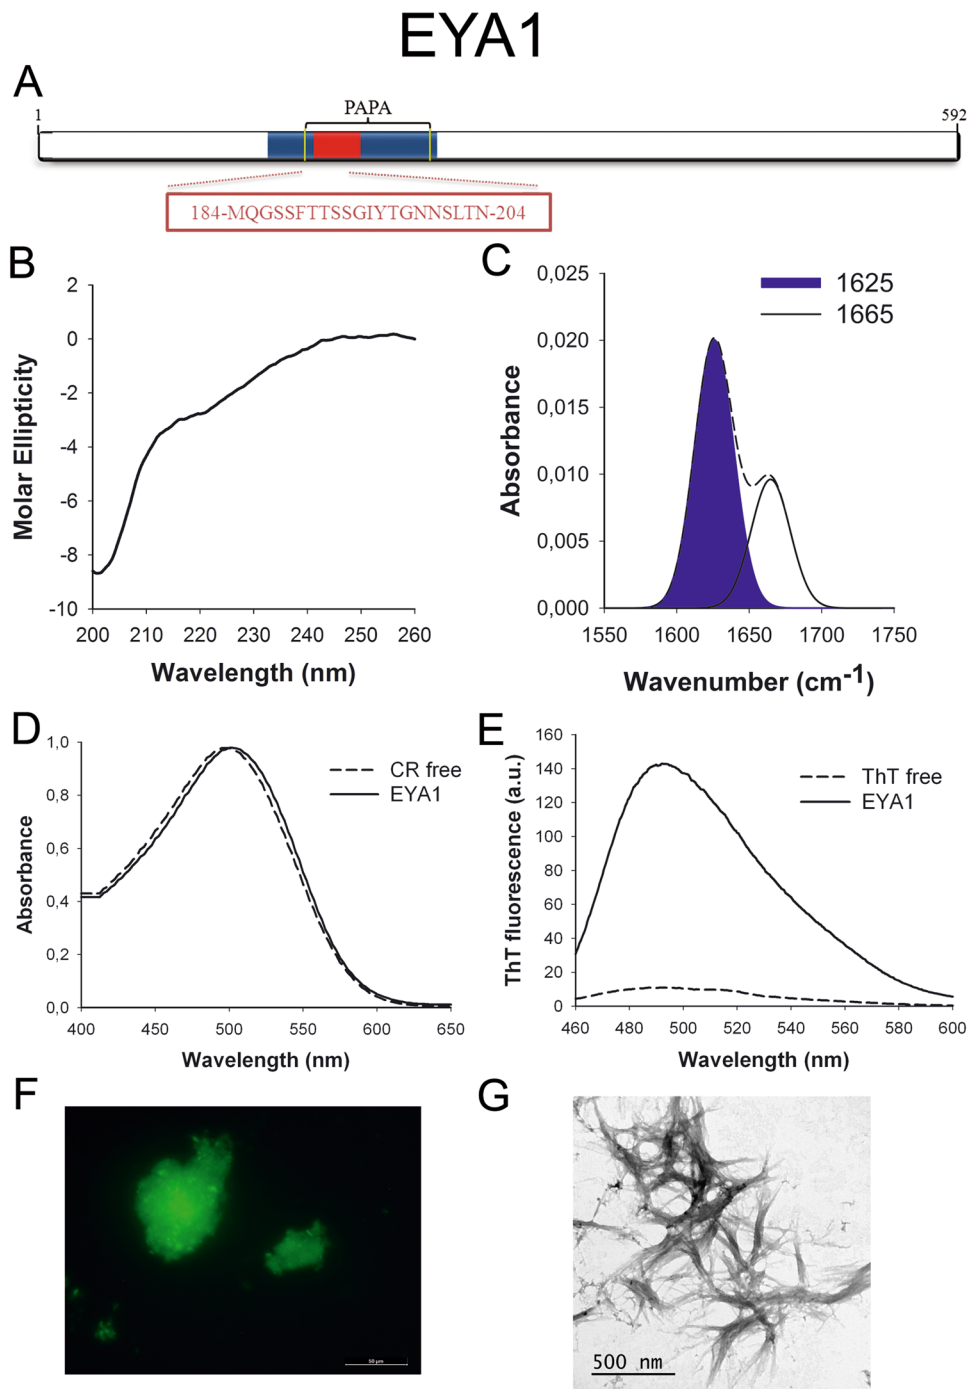 EYA1
A
PAPA
1
592
184-MQGSSFTTSSGIYTGNNSLTN-204
B
2
0
-2
-4
-6
-8
-10
200 210 220 230 240 250 260
Wavelength (nm)
Molar Ellipticity
C
0,025
0,020
0,015
0,010
0,005
0,000
1550 1600 1650 1700 1750
Wavenumber (cm-1)
Absorbance
1625
1665
D
1,0
0,8
0,6
0,4
0,2
0,0
400 450 500 550 600 650
Wavelength (nm)
Absorbance
CR free
EYA1
E
160
140
120
100
80
60
40
20
0
460 480 500 520 540 560 580 600
Wavelength (nm)
ThT fluorescence (a.u.)
ThT free
EYA1
F
50 µm
G
500 nm